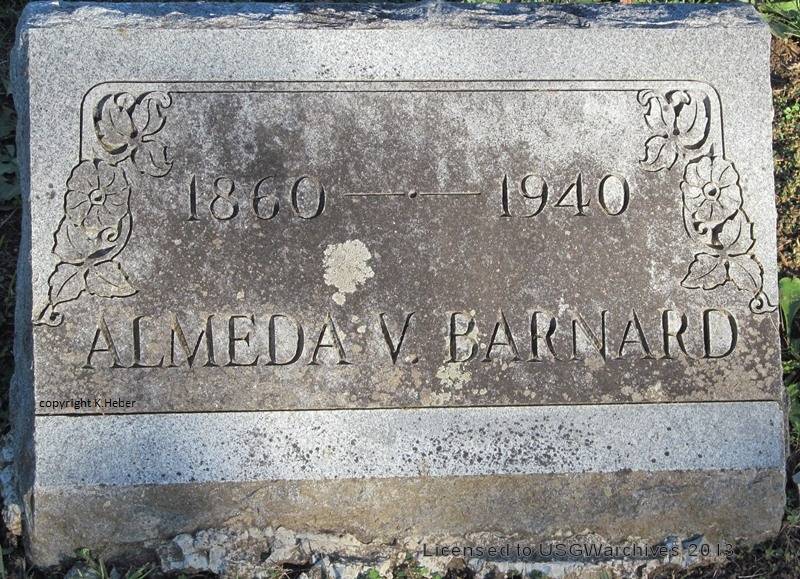 1860 — 1940
ALMEDA V. BARNARD
copyright K.Heber
Licensed to USGWarchives 2013